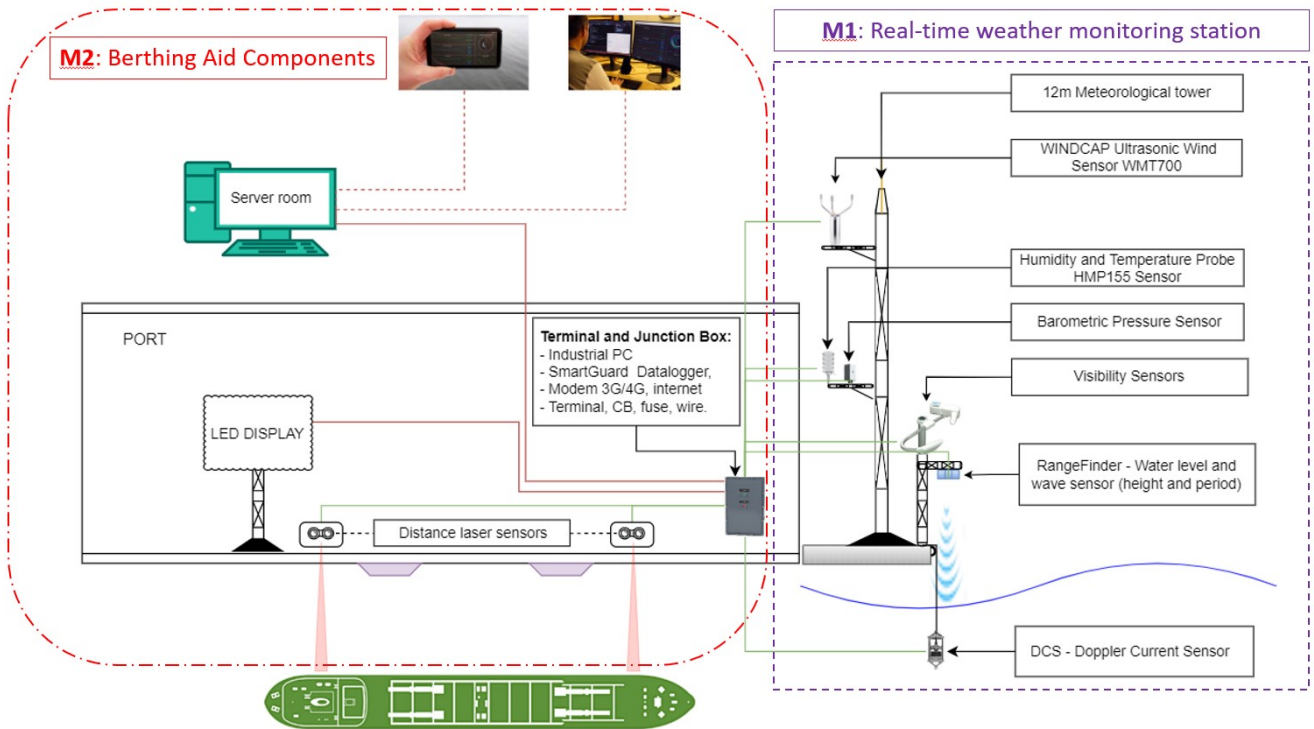 M2: Berthing Aid Components
M1: Real-time weather monitoring station
12m Meteorological tower
WINDCAP Ultrasonic Wind
Sensor WMT700
Server room
Humidity and Temperature Probe
HMP155 Sensor
Barometric Pressure Sensor
PORT
Terminal and Junction Box:
- Industrial PC
- SmartGuard Datalogger,
- Modem 3G/4G, internet
- Terminal, CB, fuse, wire.
Visibility Sensors
LED DISPLAY
RangeFinder - Water level and
wave sensor (height and period)
Distance laser sensors
DCS - Doppler Current Sensor